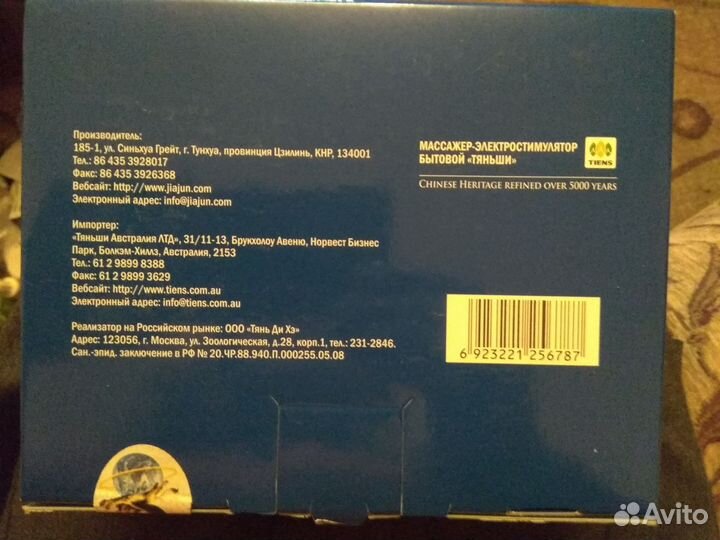 Производитель:
185-1, ул. Синьхуа Грейт, г. Тунхуа, провинция Цзилинь, КНР, 134001
Тел.: 86 435 3928017
Факс: 86 435 3926368
Вебсайт: http://www.jiajun.com
Электронный адрес: info@jiajun.com
Импортер:
«Тяньши Австралия ЛТД», 31/11-13, Брукхолоу Авеню, Норвест Бизнес
Парк, Болкэм-Хиллз, Австралия, 2153
Тел.: 61 2 9899 8388
Факс: 61 2 9899 3629
Вебсайт: http://www.tiens.com.au
Электронный адрес: info@tiens.com.au
Реализатор на Российском рынке: ООО «Тянь Ди Хэ»
Адрес: 123056, г. Москва, ул. Зоологическая, д.28, корп.1, тел.: 231-2846.
Сан.-эпид. заключение в РФ № 20.ЧР.88.940.П.000255.05.08
МАССАЖЕР-ЭЛЕКТРОСТИМУЛЯТОР
БЫТОВОЙ «ТЯНЬШИ»
TIENS
CHINESE HERITAGE REFINED OVER 5000 YEARS
6 923221 256787
Avito